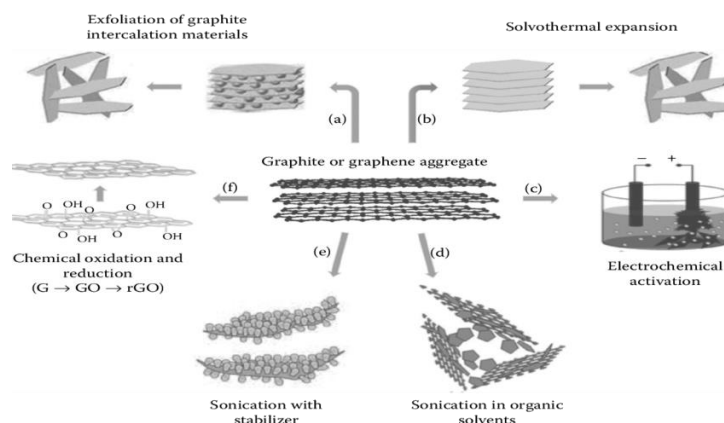 Exfoliation of graphite
intercalation materials
Solvothermal expansion
(a)
(b)
Graphite or graphene aggregate
(f)
(c)
− +
O OH O O
O OH O OH
Chemical oxidation and
reduction
(G → GO → rGO)
(e)
(d)
Electrochemical
activation
Sonication with
stabilizer
Sonication in organic
solvents